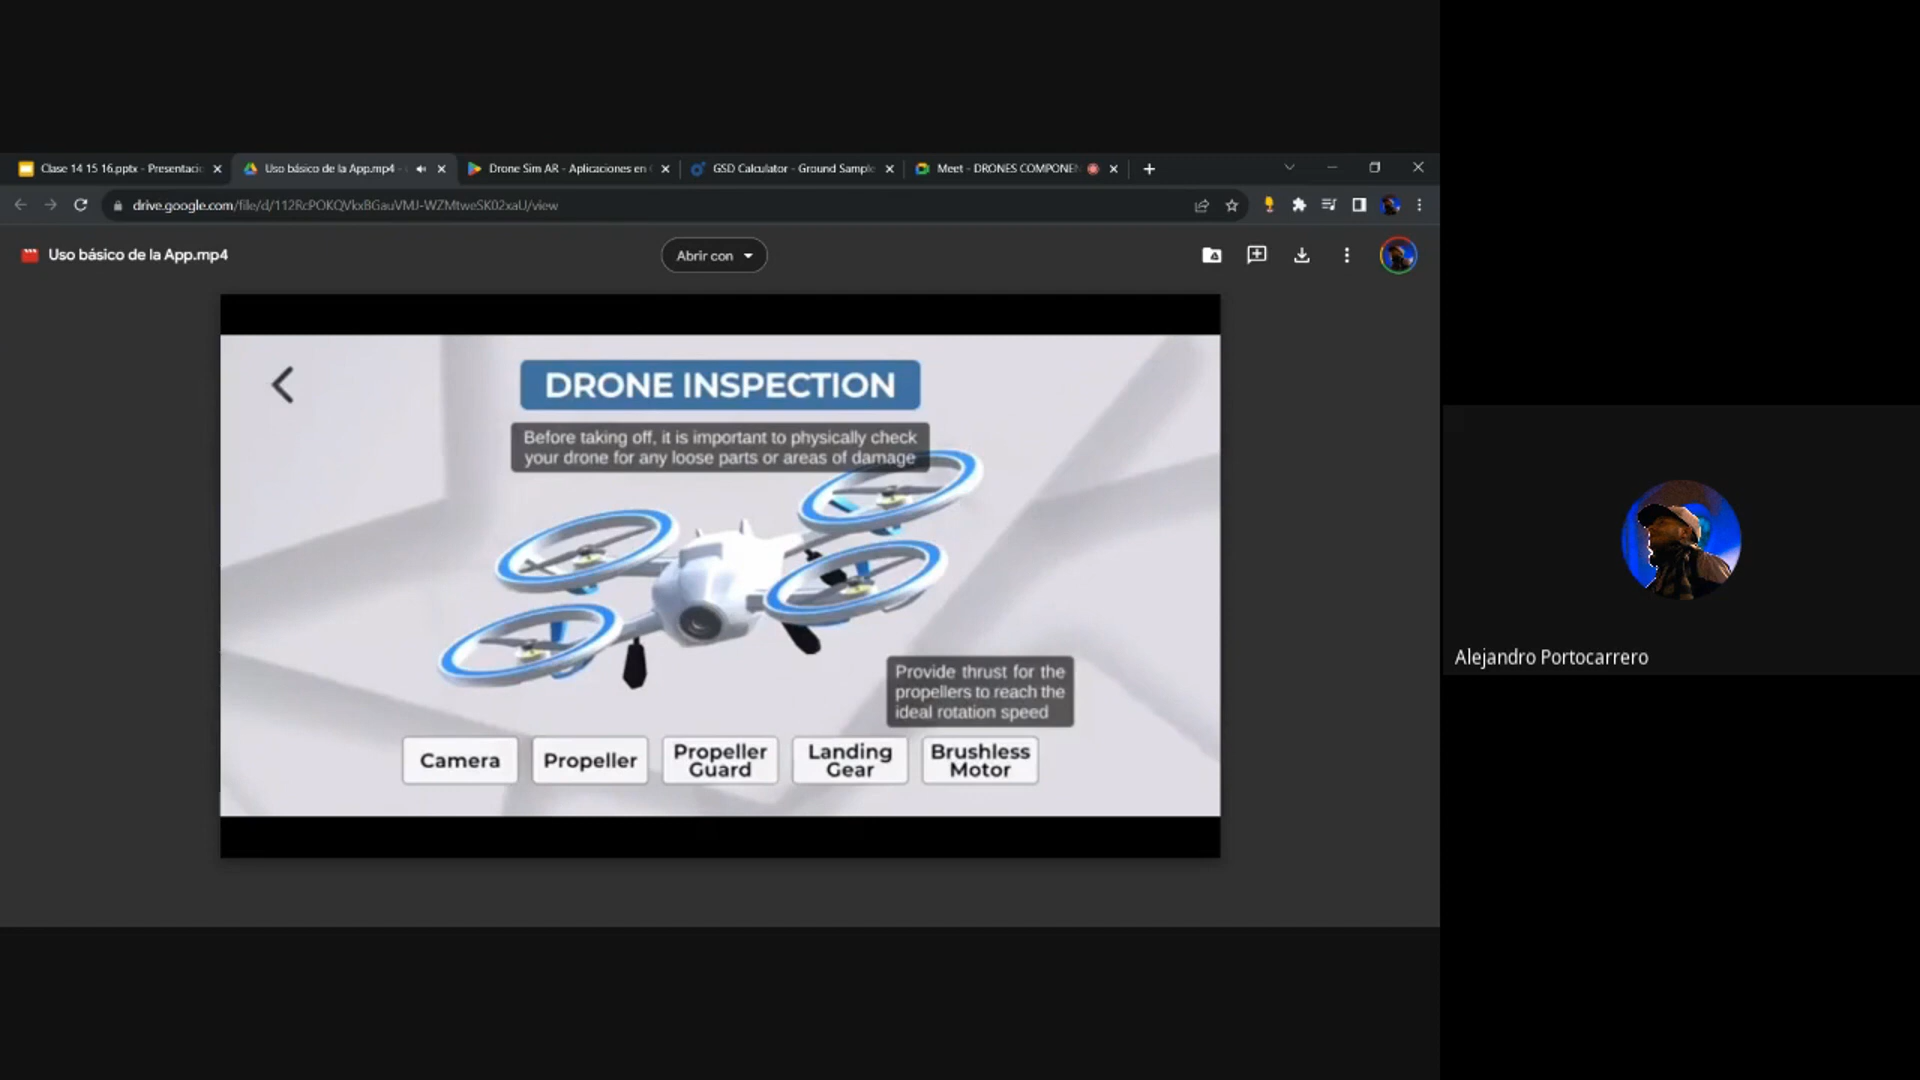 Clase 14 15 16.pptx - Presentacio
Uso básico de la App.mp4 -
Drone Sim AR - Aplicaciones en
GSD Calculator - Ground Sample
Meet - DRONES COMPONEN
drive.google.com/file/d/112RcPOKQVkxBGauVMJ-WZMtweSK02xaU/view
Uso básico de la App.mp4
Abrir con
DRONE INSPECTION
Before taking off, it is important to physically check
your drone for any loose parts or areas of damage
Provide thrust for the
propellers to reach the
ideal rotation speed
Camera
Propeller
Propeller
Guard
Landing
Gear
Brushless
Motor
Alejandro Portocarrero